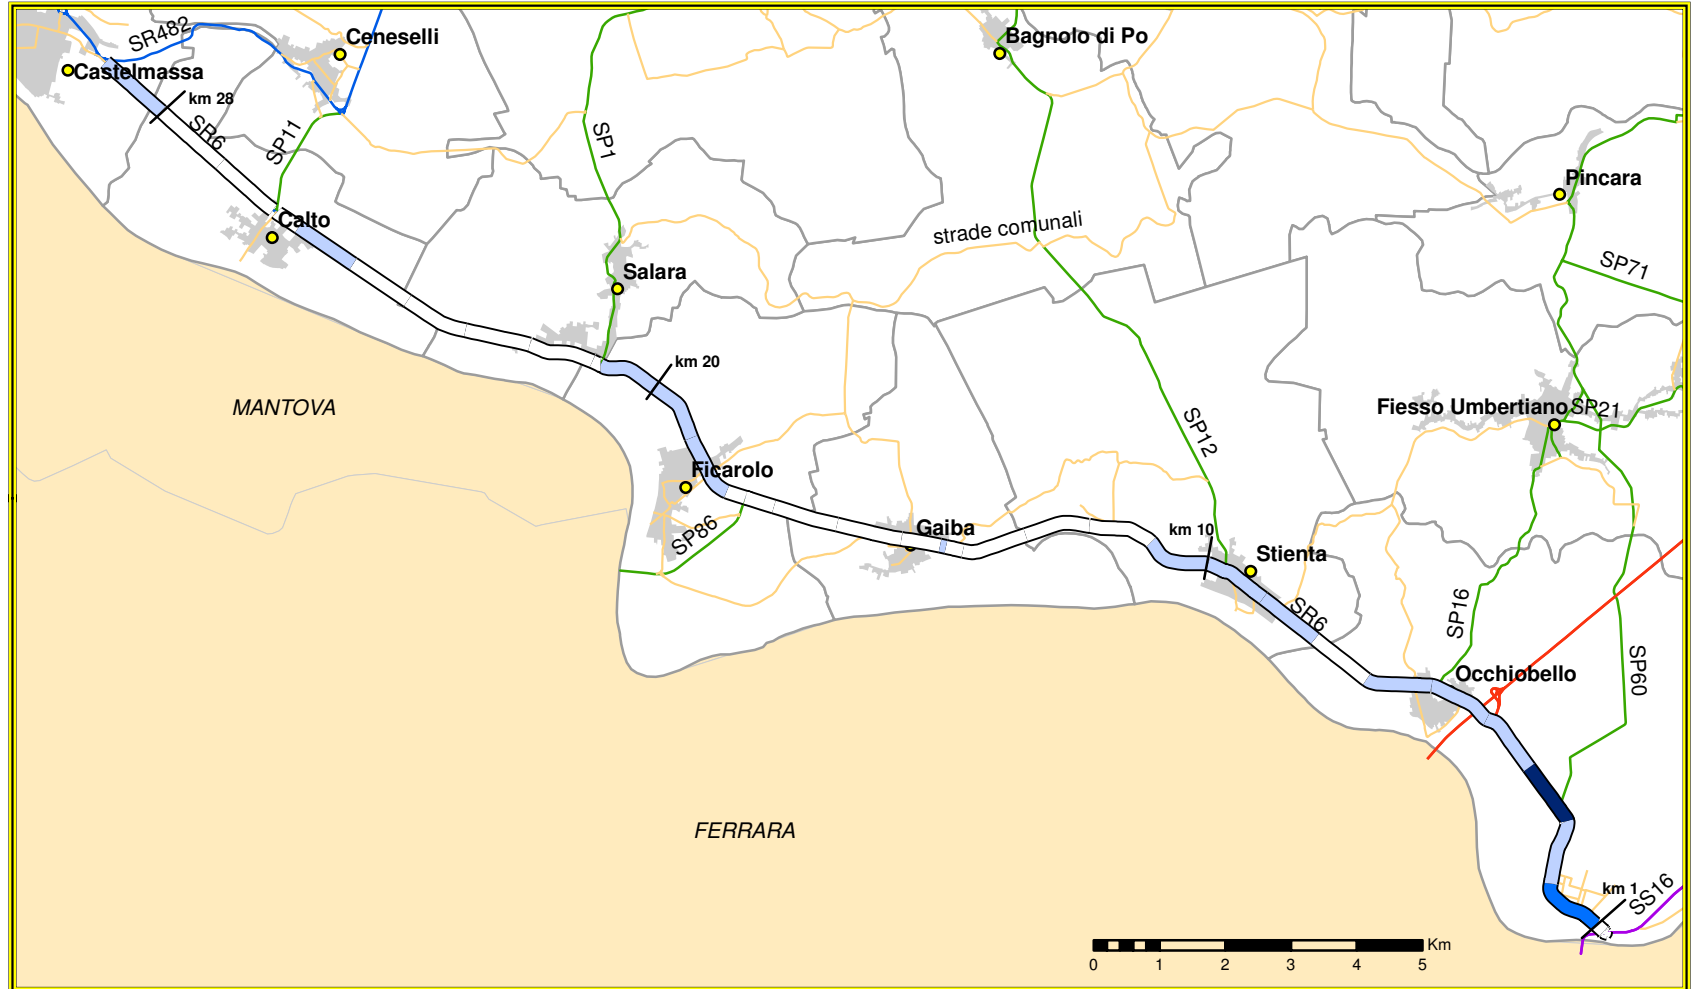 SR482
Ceneselli
Bagnolo di Po
Castelmassa
km 28
SR6
SP11
SP1
Pincara
Calto
strade comunali
Salara
SP71
km 20
MANTOVA
Fiesso Umbertiano
SP21
SP12
Ficarolo
Gaiba
SP86
km 10
Stienta
SR6
SP16
SP60
Occhiobello
FERRARA
km 1
SS16
Km
0 1 2 3 4 5